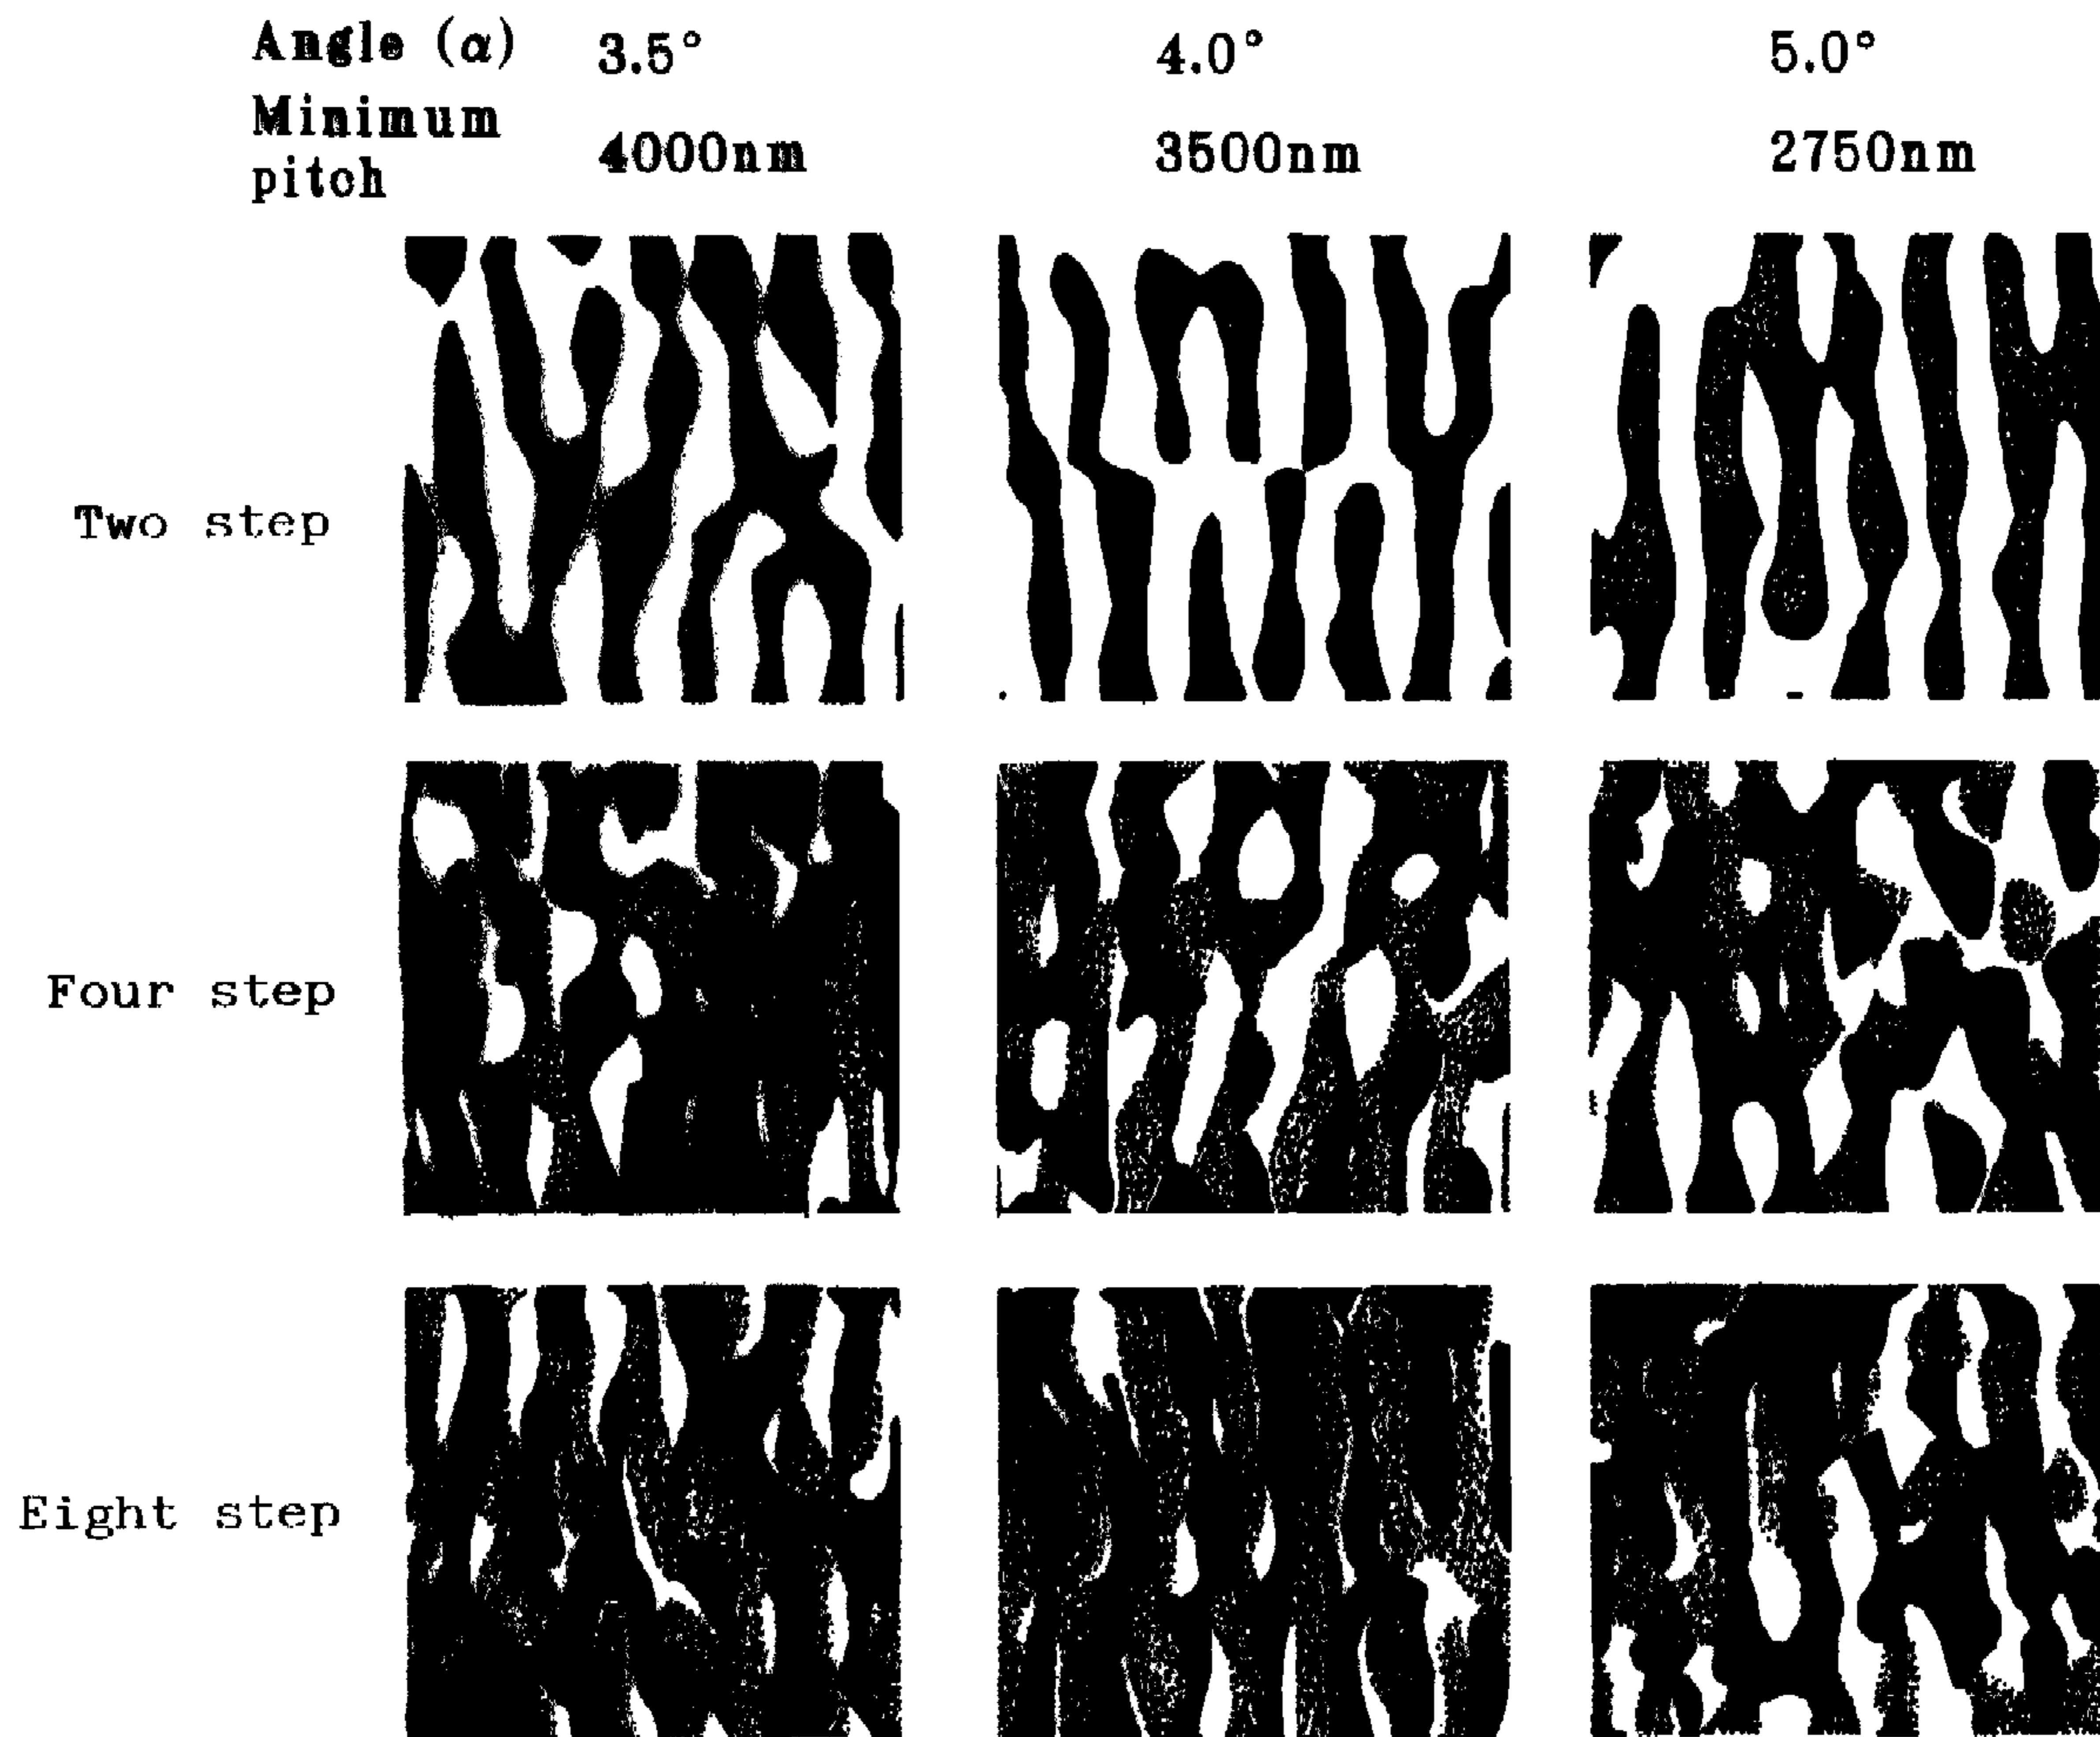 Angle (α) 3.5° 4.0° 5.0°
Minimum
pitch 4000nm 3500nm 2750nm
Two step
Four step
Eight step